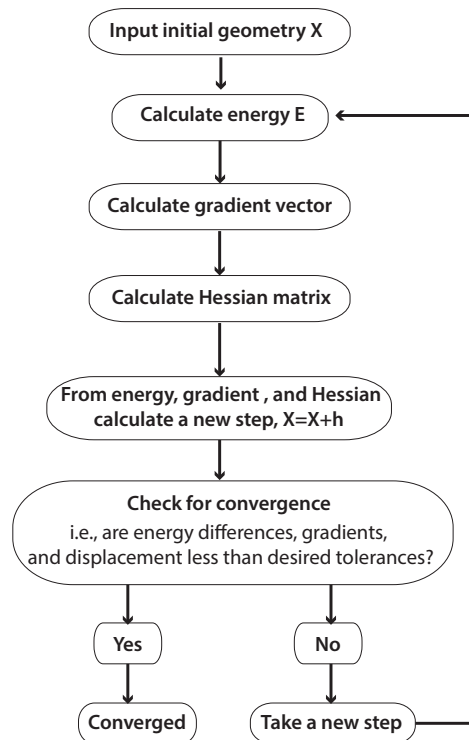 Input initial geometry X
Calculate energy E
Calculate gradient vector
Calculate Hessian matrix
From energy, gradient , and Hessian
calculate a new step, X=X+h
Check for convergence
i.e., are energy differences, gradients,
and displacement less than desired tolerances?
Yes
No
Converged
Take a new step